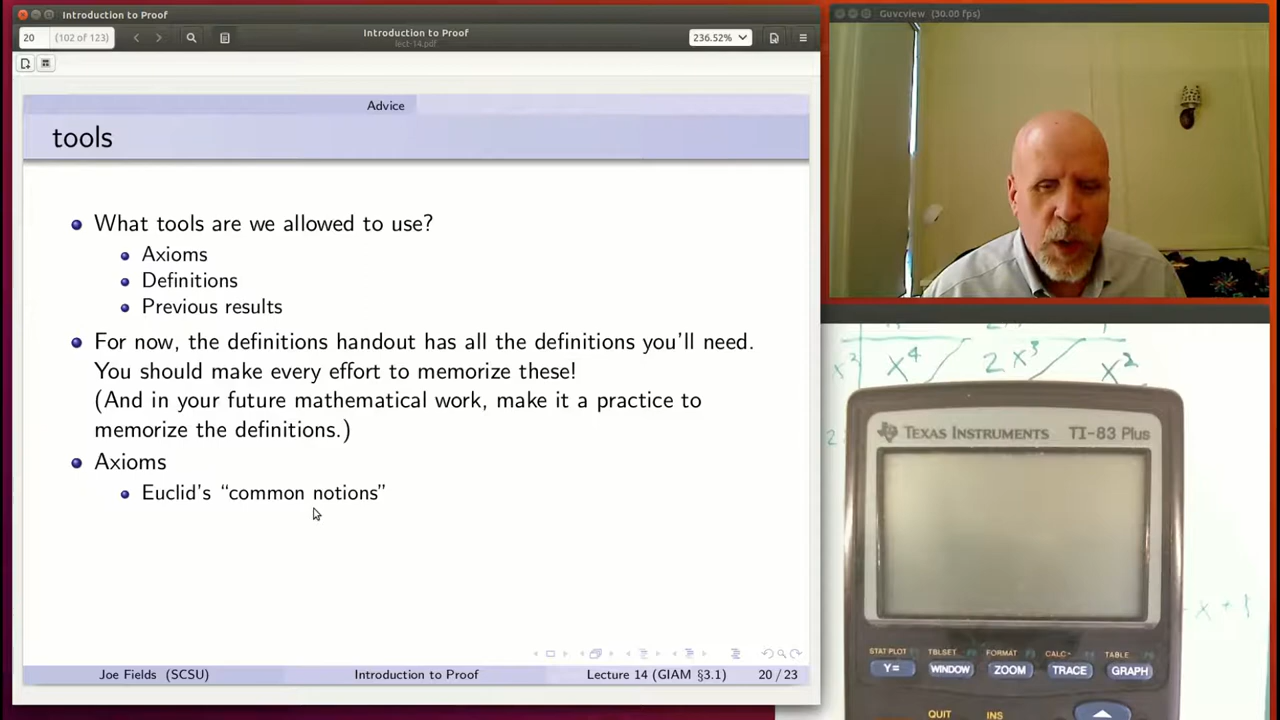 Introduction to Proof
20 (102 of 123)
Introduction to Proof
lect-14.pdf
236.52%
Advice
tools
What tools are we allowed to use?
Axioms
Definitions
Previous results
For now, the definitions handout has all the definitions you'll need.
You should make every effort to memorize these!
(And in your future mathematical work, make it a practice to
memorize the definitions.)
Axioms
Euclid's “common notions”
Joe Fields (SCSU) Introduction to Proof Lecture 14 (GIAM §3.1) 20 / 23
Guvcview (30.00 fps)
x² x⁴ 2x³ x²
TEXAS INSTRUMENTS TI-83 Plus
x + 1
STAT PLOT TBLSET FORMAT CALC TABLE
Y= WINDOW ZOOM TRACE GRAPH
QUIT INS